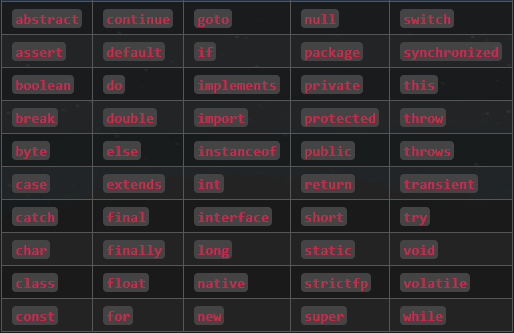 abstract continue goto null switch
assert default if package synchronized
boolean do implements private this
break double import protected throw
byte else instanceof public throws
case extends int return transient
catch final interface short try
char finally long static void
class float native strictfp volatile
const for new super while